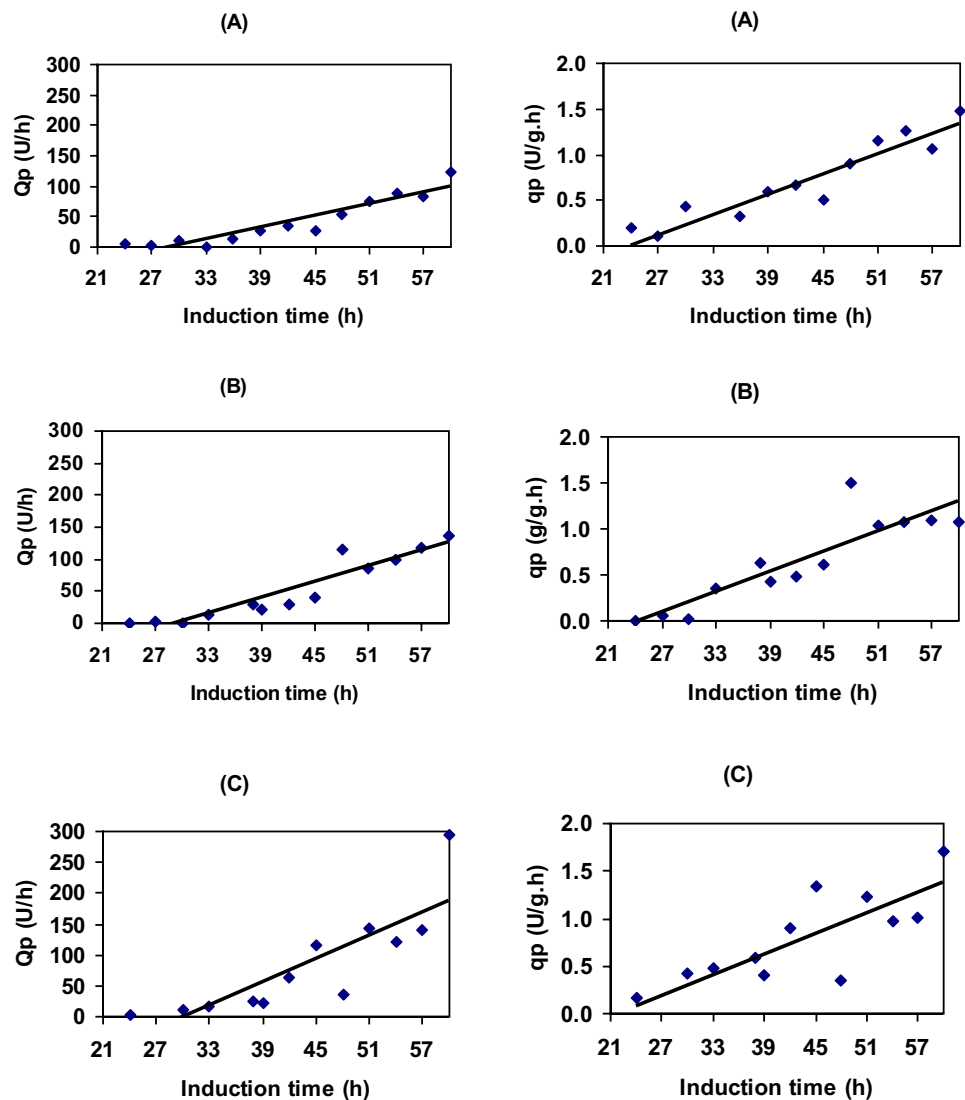 (A)
300
250
200
150
100
50
0
21 27 33 39 45 51 57
Qp (U/h)
Induction time (h)
(A)
2.0
1.5
1.0
0.5
0.0
21 27 33 39 45 51 57
qp (U/g.h)
Induction time (h)
(B)
300
250
200
150
100
50
0
21 27 33 39 45 51 57
Qp (U/h)
Induction time (h)
(B)
2.0
1.5
1.0
0.5
0.0
21 27 33 39 45 51 57
qp (g/g.h)
Induction time (h)
(C)
300
250
200
150
100
50
0
21 27 33 39 45 51 57
Qp (U/h)
Induction time (h)
(C)
2.0
1.5
1.0
0.5
0.0
21 27 33 39 45 51 57
qp (U/g.h)
Induction time (h)